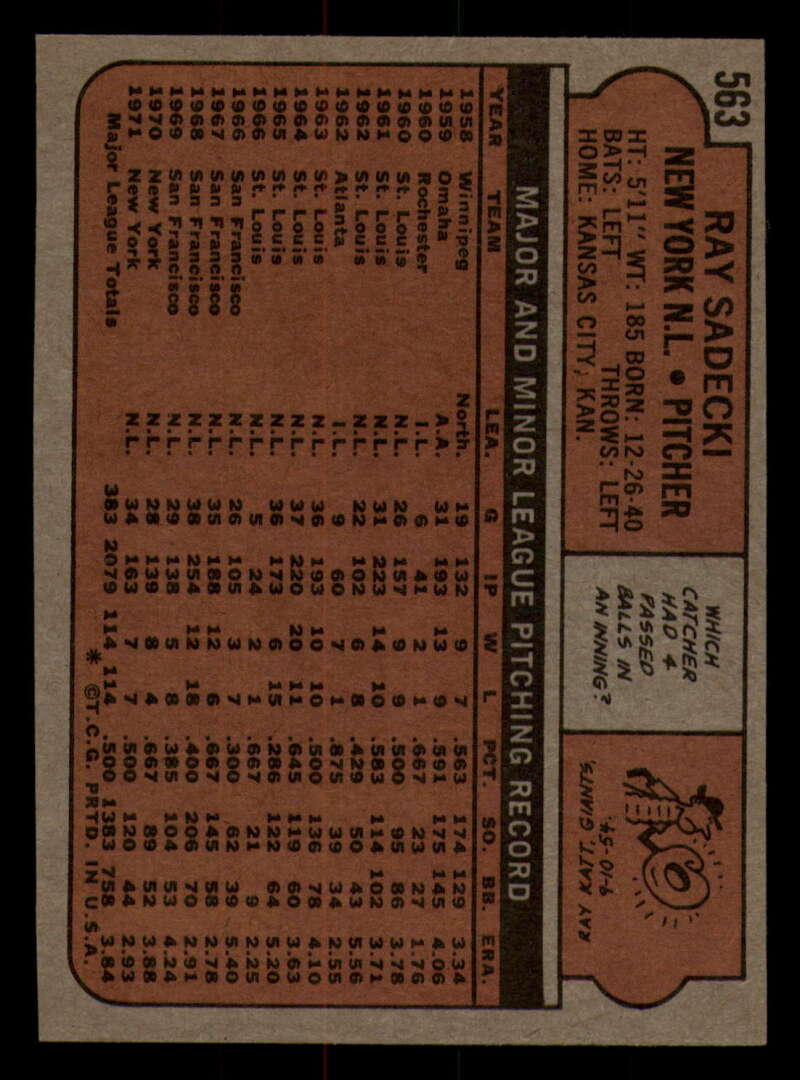 563
RAY SADECKI
NEW YORK N.L. • PITCHER
HT: 5'11" WT: 185 BORN: 12-26-40
BATS: LEFT THROWS: LEFT
HOME: KANSAS CITY, KAN.
WHICH
CATCHER
HAD 4
PASSED
BALLS IN
AN INNING?
RAY KATT, GIANTS,
9-10-54.
MAJOR AND MINOR LEAGUE PITCHING RECORD
YEAR TEAM LEA. G IP W L PCT. SO. BB. ERA.
1958 Winnipeg North. 19 132 9 7 .563 174 129 3.34
1959 Omaha A.A. 31 193 13 9 .591 175 145 4.06
1960 Rochester I.L. 6 41 2 1 .667 23 27 1.76
1960 St. Louis N.L. 26 157 9 9 .500 95 86 3.78
1961 St. Louis N.L. 31 223 14 10 .583 114 102 3.71
1962 St. Louis N.L. 22 102 6 8 .429 50 43 5.56
1962 Atlanta I.L. 9 60 7 1 .875 39 34 2.55
1963 St. Louis N.L. 36 193 10 10 .500 136 78 4.10
1964 St. Louis N.L. 37 220 20 11 .645 119 60 3.63
1965 St. Louis N.L. 36 173 6 15 .286 122 64 5.20
1966 St. Louis N.L. 5 24 2 1 .667 21 9 2.25
1966 San Francisco N.L. 26 105 3 7 .300 62 39 5.40
1967 San Francisco N.L. 35 188 12 6 .667 145 58 2.78
1968 San Francisco N.L. 38 254 12 18 .400 206 70 2.91
1969 San Francisco N.L. 29 138 5 8 .385 104 53 4.24
1970 New York N.L. 28 139 8 4 .667 89 52 3.88
1971 New York N.L. 34 163 7 7 .500 120 44 2.93
Major League Totals 383 2079 114 114 .500 1383 758 3.84
* ©T.C.G. PRTD. IN U.S.A.